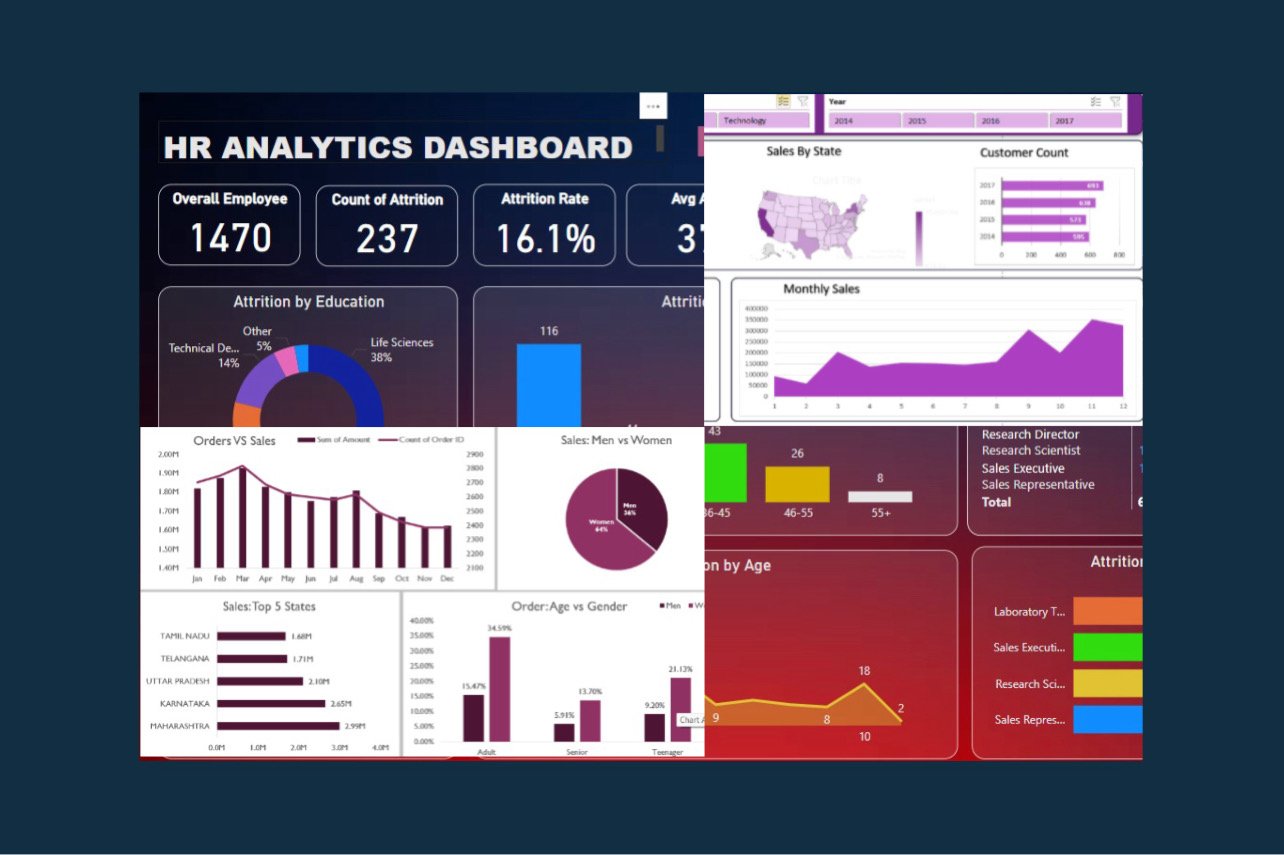 HR ANALYTICS DASHBOARD
Overall Employee
1470
Count of Attrition
237
Attrition Rate
16.1%
Avg A
37
Attrition by Education
Other
5%
Technical De...
14%
Life Sciences
38%
Attriti
116
Technology
Year
2014 2015 2016 2017
Sales By State
Chart Title
Customer Count
2017 693
2016 638
2015 573
2014 595
0 200 400 600 800
Monthly Sales
400000
350000
300000
250000
200000
150000
100000
50000
0
1 2 3 4 5 6 7 8 9 10 11 12
Orders VS Sales
Sum of Amount Count of Order ID
2.00M 2900
1.90M 2800
1.80M 2700
1.70M 2600
1.60M 2500
1.50M 2400
1.40M 2300
2200
2100
Jan Feb Mar Apr May Jun Jul Aug Sep Oct Nov Dec
Sales: Men vs Women
Men
36%
Women
64%
Sales: Top 5 States
TAMIL NADU 1.68M
TELANGANA 1.71M
UTTAR PRADESH 2.10M
KARNATAKA 2.65M
MAHARASHTRA 2.99M
0.0M 1.0M 2.0M 3.0M 4.0M
Order: Age vs Gender
Men W
40.00%
35.00%
30.00%
25.00%
20.00%
15.00%
10.00%
5.00%
0.00%
15.47% 34.59%
5.91% 13.70%
9.20% 21.13%
Adult Senior Teenager
Chart A
43
26
8
36-45 46-55 55+
Research Director
Research Scientist
Sales Executive
Sales Representative
Total
on by Age
9
8
18
10
2
Attrition
Laboratory T...
Sales Executi...
Research Sci...
Sales Repres...